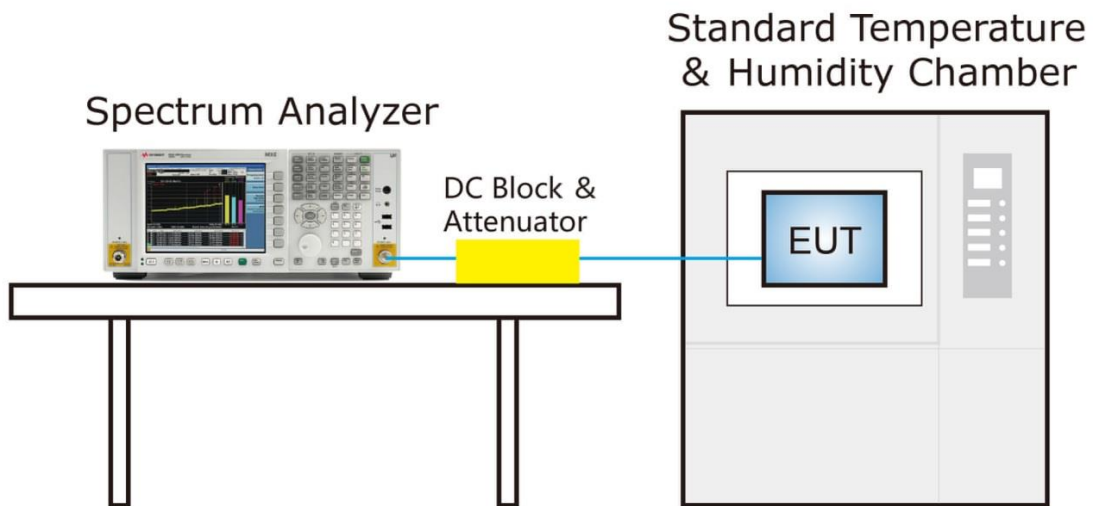 Standard Temperature
& Humidity Chamber
Spectrum Analyzer
DC Block &
Attenuator
EUT